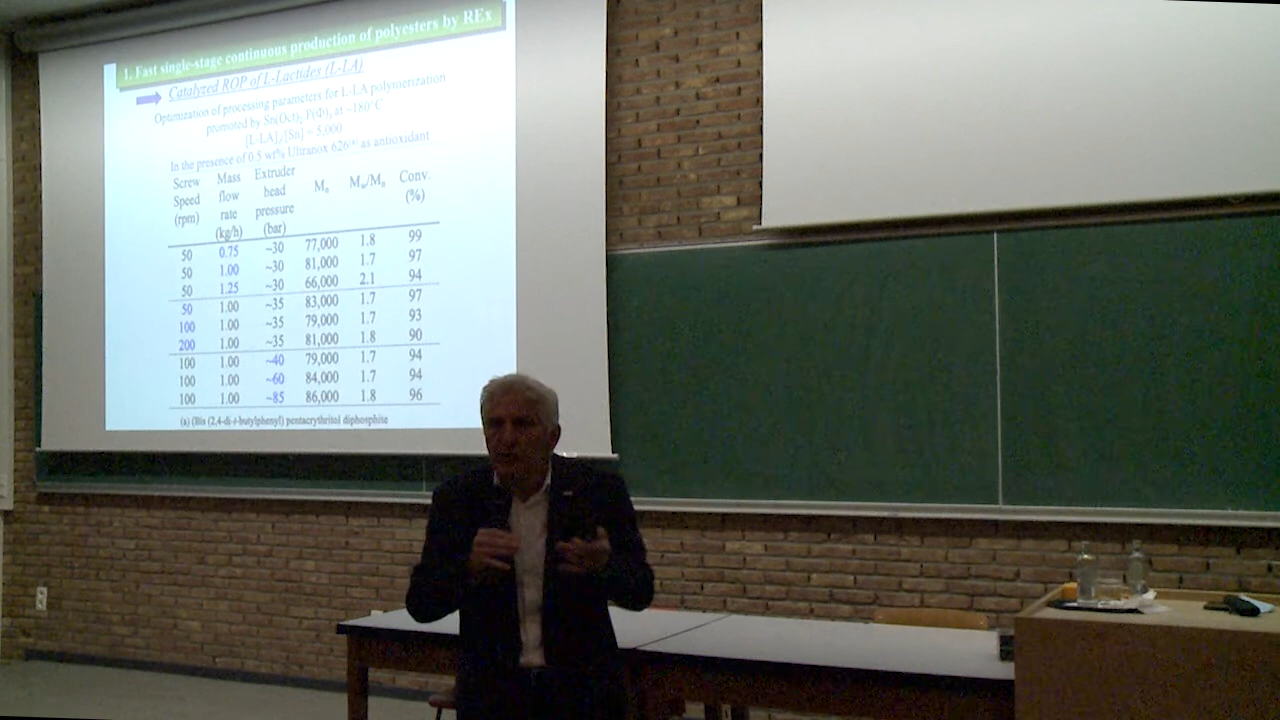 1. Fast single-stage continuous production of polyesters by REx
Catalyzed ROP of L-Lactides (L-LA)
Optimization of processing parameters for L-LA polymerization
promoted by Sn(Oct)₂ P(Φ)₃ at ~180°C
[L-LA]₀/[Sn] = 5,000
In the presence of 0.5 wt% Ultranox 626⁽ᵃ⁾ as antioxidant
Screw Speed (rpm) Mass flow rate (kg/h) Extruder head pressure (bar) Mn Mw/Mn Conv. (%)
50 0.75 ~30 77,000 1.8 99
50 1.00 ~30 81,000 1.7 97
50 1.25 ~30 66,000 2.1 94
50 1.00 ~35 83,000 1.7 97
100 1.00 ~35 79,000 1.7 93
200 1.00 ~35 81,000 1.8 90
100 1.00 ~40 79,000 1.7 94
100 1.00 ~60 84,000 1.7 94
100 1.00 ~85 86,000 1.8 96
(a) (Bis (2,4-di-t-butylphenyl) pentaerythritol diphosphite